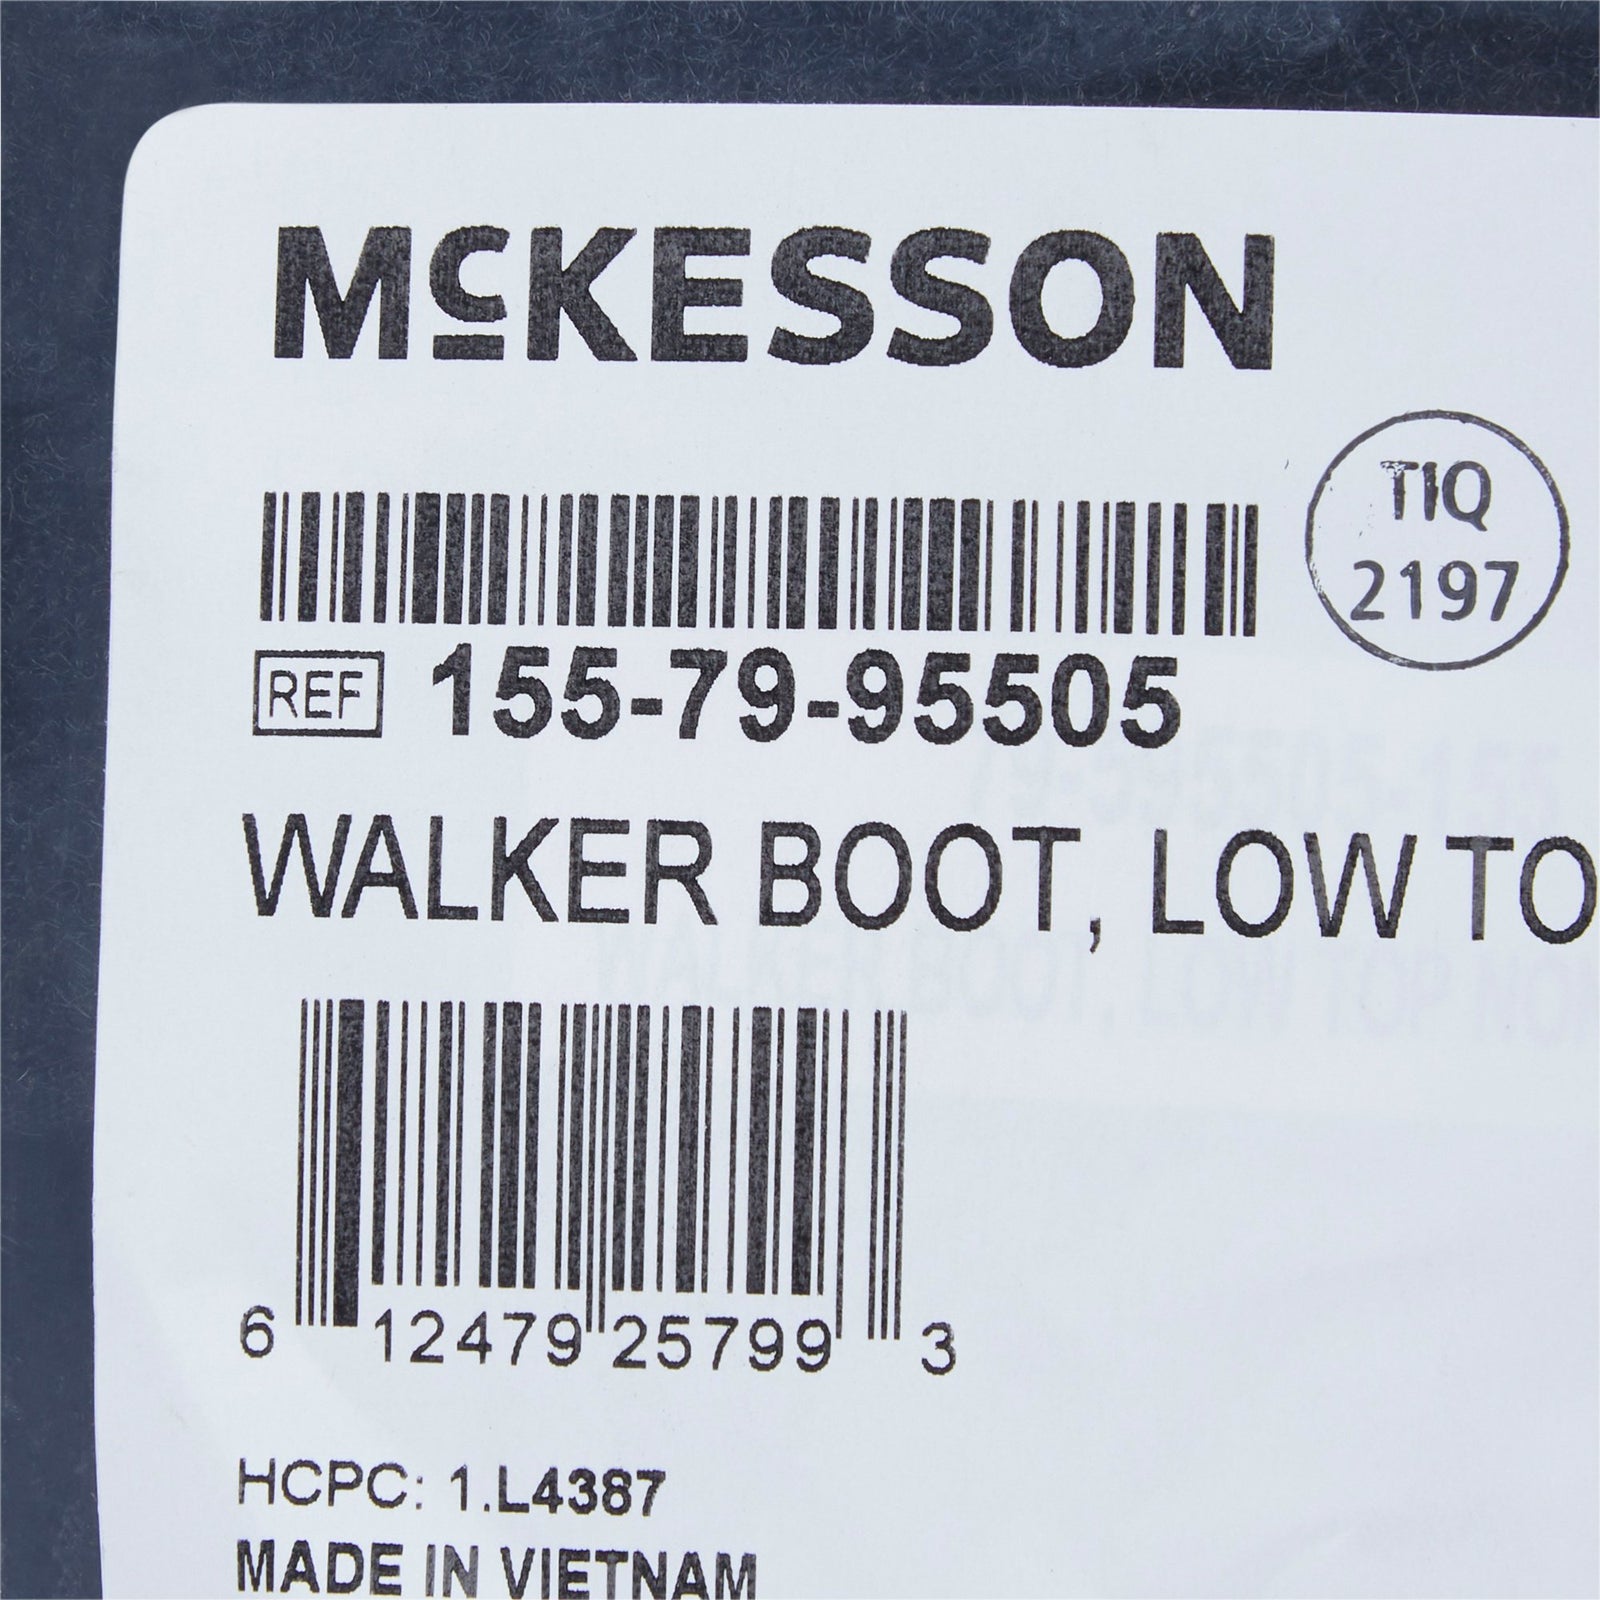 McKESSON
TIQ
2197
REF 155-79-95505
WALKER BOOT, LOW TO
6 12479 25799 3
HCPC: 1.L4387
MADE IN VIETNAM